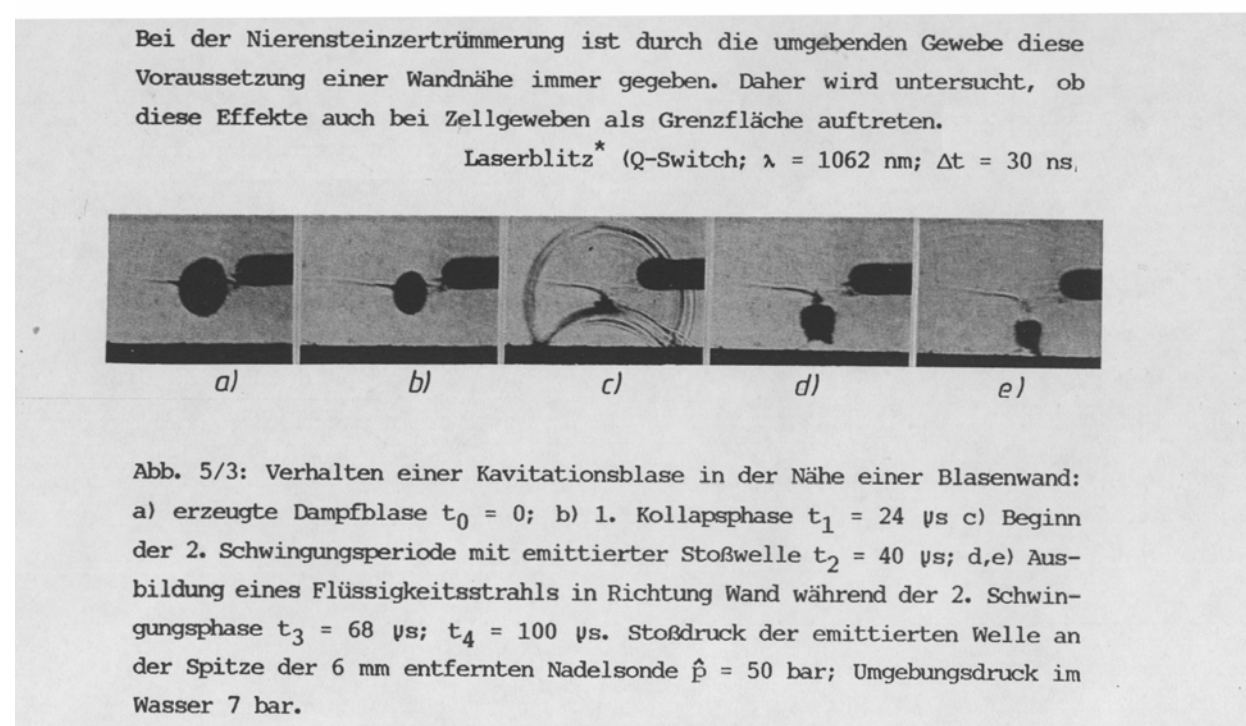 Bei der Nierensteinzertrümmerung ist durch die umgebenden Gewebe diese
Voraussetzung einer Wandnähe immer gegeben. Daher wird untersucht, ob
diese Effekte auch bei Zellgeweben als Grenzfläche auftreten.
Laserblitz* (Q-Switch; λ = 1062 nm; Δt = 30 ns,
a) b) c) d) e)
Abb. 5/3: Verhalten einer Kavitationsblase in der Nähe einer Blasenwand:
a) erzeugte Dampfblase t₀ = 0; b) 1. Kollapsphase t₁ = 24 µs c) Beginn
der 2. Schwingungsperiode mit emittierter Stoßwelle t₂ = 40 µs; d,e) Aus-
bildung eines Flüssigkeitsstrahls in Richtung Wand während der 2. Schwin-
gungsphase t₃ = 68 µs; t₄ = 100 µs. Stoßdruck der emittierten Welle an
der Spitze der 6 mm entfernten Nadelsonde p̂ = 50 bar; Umgebungsdruck im
Wasser 7 bar.